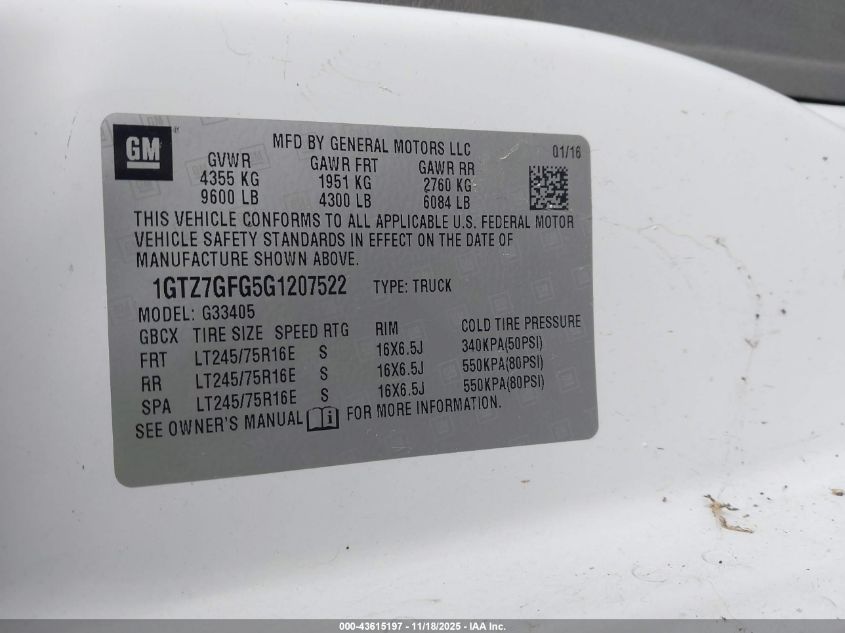 GM
MFD BY GENERAL MOTORS LLC 01/16
GVWR GAWR FRT GAWR RR
4355 KG 1951 KG 2760 KG
9600 LB 4300 LB 6084 LB
THIS VEHICLE CONFORMS TO ALL APPLICABLE U.S. FEDERAL MOTOR
VEHICLE SAFETY STANDARDS IN EFFECT ON THE DATE OF
MANUFACTURE SHOWN ABOVE.
1GTZ7GFG5G1207522 TYPE: TRUCK
MODEL: G33405
GBCX TIRE SIZE SPEED RTG RIM COLD TIRE PRESSURE
FRT LT245/75R16E S 16X6.5J 340KPA(50PSI)
RR LT245/75R16E S 16X6.5J 550KPA(80PSI)
SPA LT245/75R16E S 16X6.5J 550KPA(80PSI)
SEE OWNER'S MANUAL FOR MORE INFORMATION.
000-43615197 - 11/18/2025 - IAA Inc.